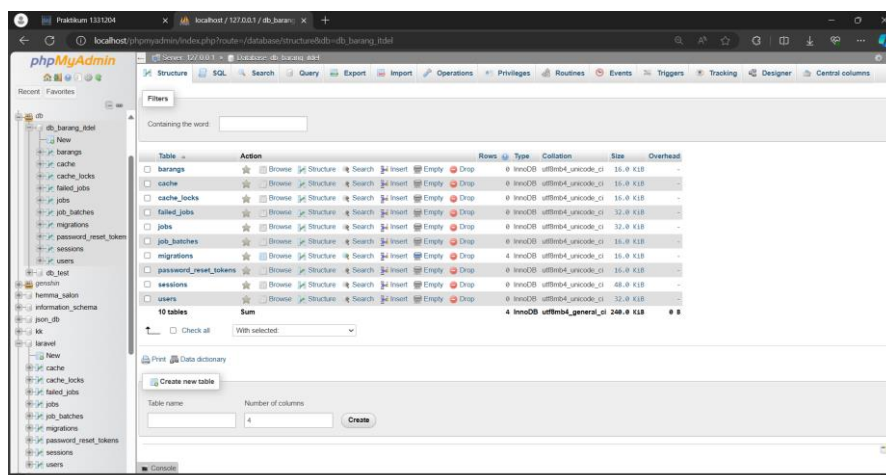 Praktikum 1331204
localhost / 127.0.0.1 / db_barang
localhost/phpmyadmin/index.php?route=/database/structure&db=db_barang_itdel
phpMyAdmin
Recent Favorites
db
db_barang_itdel
New
barangs
cache
cache_locks
failed_jobs
jobs
job_batches
migrations
password_reset_token
sessions
users
db_test
genshin
hemma_salon
information_schema
json_db
kk
laravel
New
cache
cache_locks
failed_jobs
jobs
job_batches
migrations
password_reset_tokens
sessions
users
Server: 127.0.0.1 » Database: db_barang_itdel
Structure SQL Search Query Export Import Operations Privileges Routines Events Triggers Tracking Designer Central columns
Filters
Containing the word:
Table Action Rows Type Collation Size Overhead
barangs Browse Structure Search Insert Empty Drop 0 InnoDB utf8mb4_unicode_ci 16.0 KiB -
cache Browse Structure Search Insert Empty Drop 0 InnoDB utf8mb4_unicode_ci 16.0 KiB -
cache_locks Browse Structure Search Insert Empty Drop 0 InnoDB utf8mb4_unicode_ci 16.0 KiB -
failed_jobs Browse Structure Search Insert Empty Drop 0 InnoDB utf8mb4_unicode_ci 32.0 KiB -
jobs Browse Structure Search Insert Empty Drop 0 InnoDB utf8mb4_unicode_ci 32.0 KiB -
job_batches Browse Structure Search Insert Empty Drop 0 InnoDB utf8mb4_unicode_ci 16.0 KiB -
migrations Browse Structure Search Insert Empty Drop 4 InnoDB utf8mb4_unicode_ci 16.0 KiB -
password_reset_tokens Browse Structure Search Insert Empty Drop 0 InnoDB utf8mb4_unicode_ci 16.0 KiB -
sessions Browse Structure Search Insert Empty Drop 0 InnoDB utf8mb4_unicode_ci 48.0 KiB -
users Browse Structure Search Insert Empty Drop 0 InnoDB utf8mb4_unicode_ci 32.0 KiB -
10 tables Sum 4 InnoDB utf8mb4_general_ci 240.0 KiB 0 B
Check all With selected:
Print Data dictionary
Create new table
Table name Number of columns
4 Create
Console